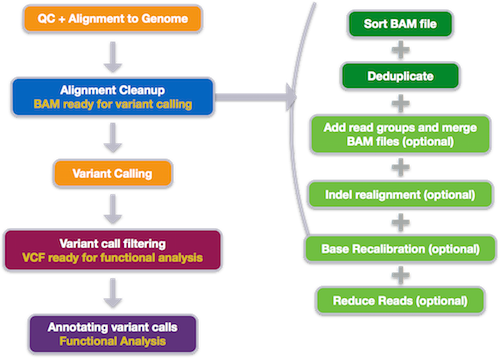 QC + Alignment to Genome
Alignment Cleanup
BAM ready for variant calling
Variant Calling
Variant call filtering
VCF ready for functional analysis
Annotating variant calls
Functional Analysis
Sort BAM file
+
Deduplicate
+
Add read groups and merge
BAM files (optional)
+
Indel realignment (optional)
+
Base Recalibration (optional)
+
Reduce Reads (optional)